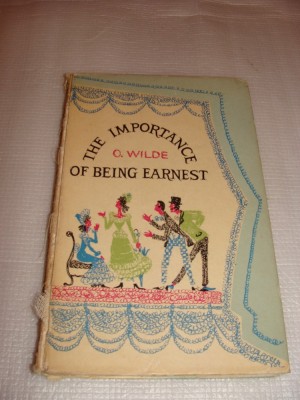 THE IMPORTANCE
O. WILDE
OF BEING EARNEST